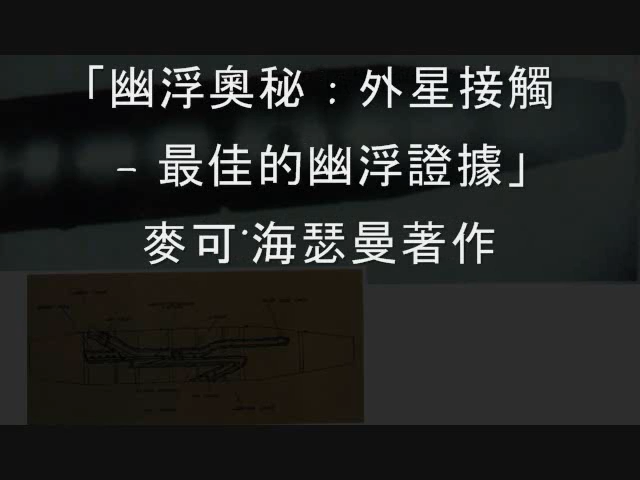 「幽浮奧秘：外星接觸
- 最佳的幽浮證據」
麥可·海瑟曼著作